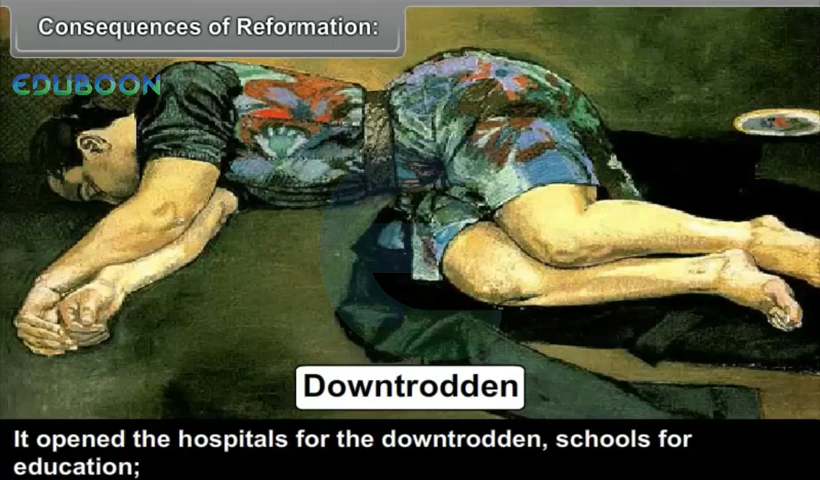 Consequences of Reformation:
EDUBOON
Downtrodden
It opened the hospitals for the downtrodden, schools for
education;